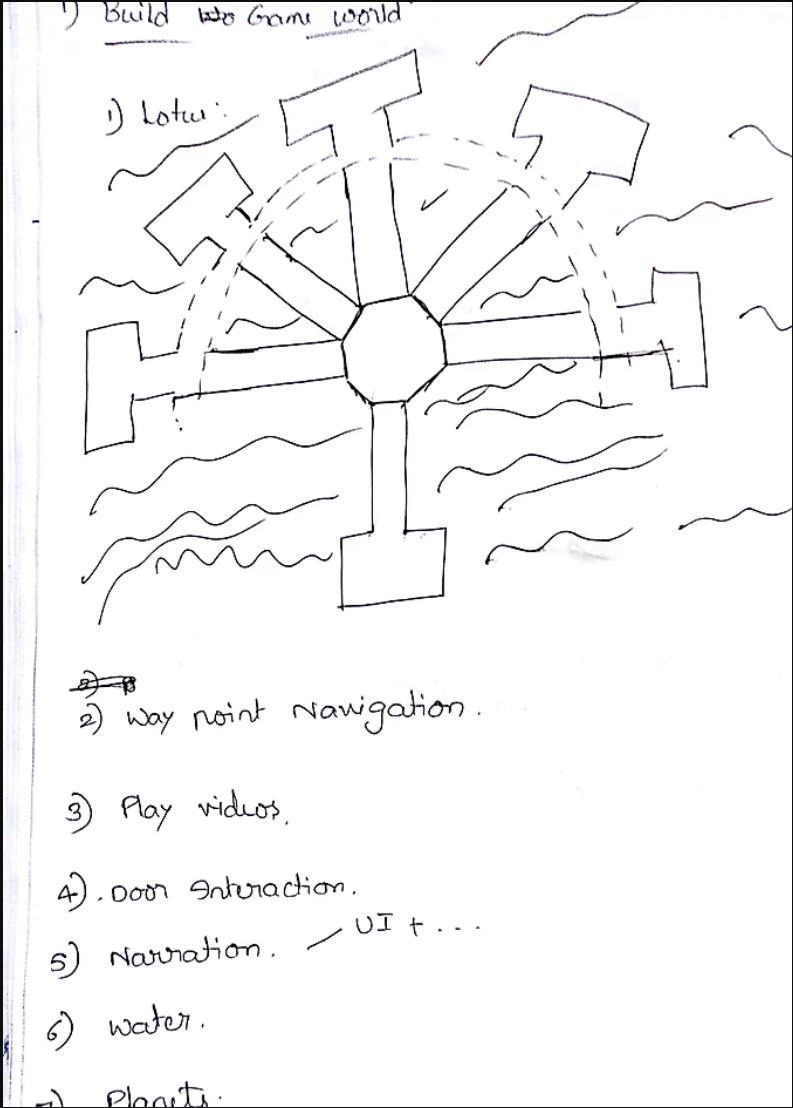 1) Build Game world
1) Lotus:
2) Way point Navigation.
3) Play videos.
4). Door Interaction.
5) Narration. — UI + ...
6) Water.
7) Planets.